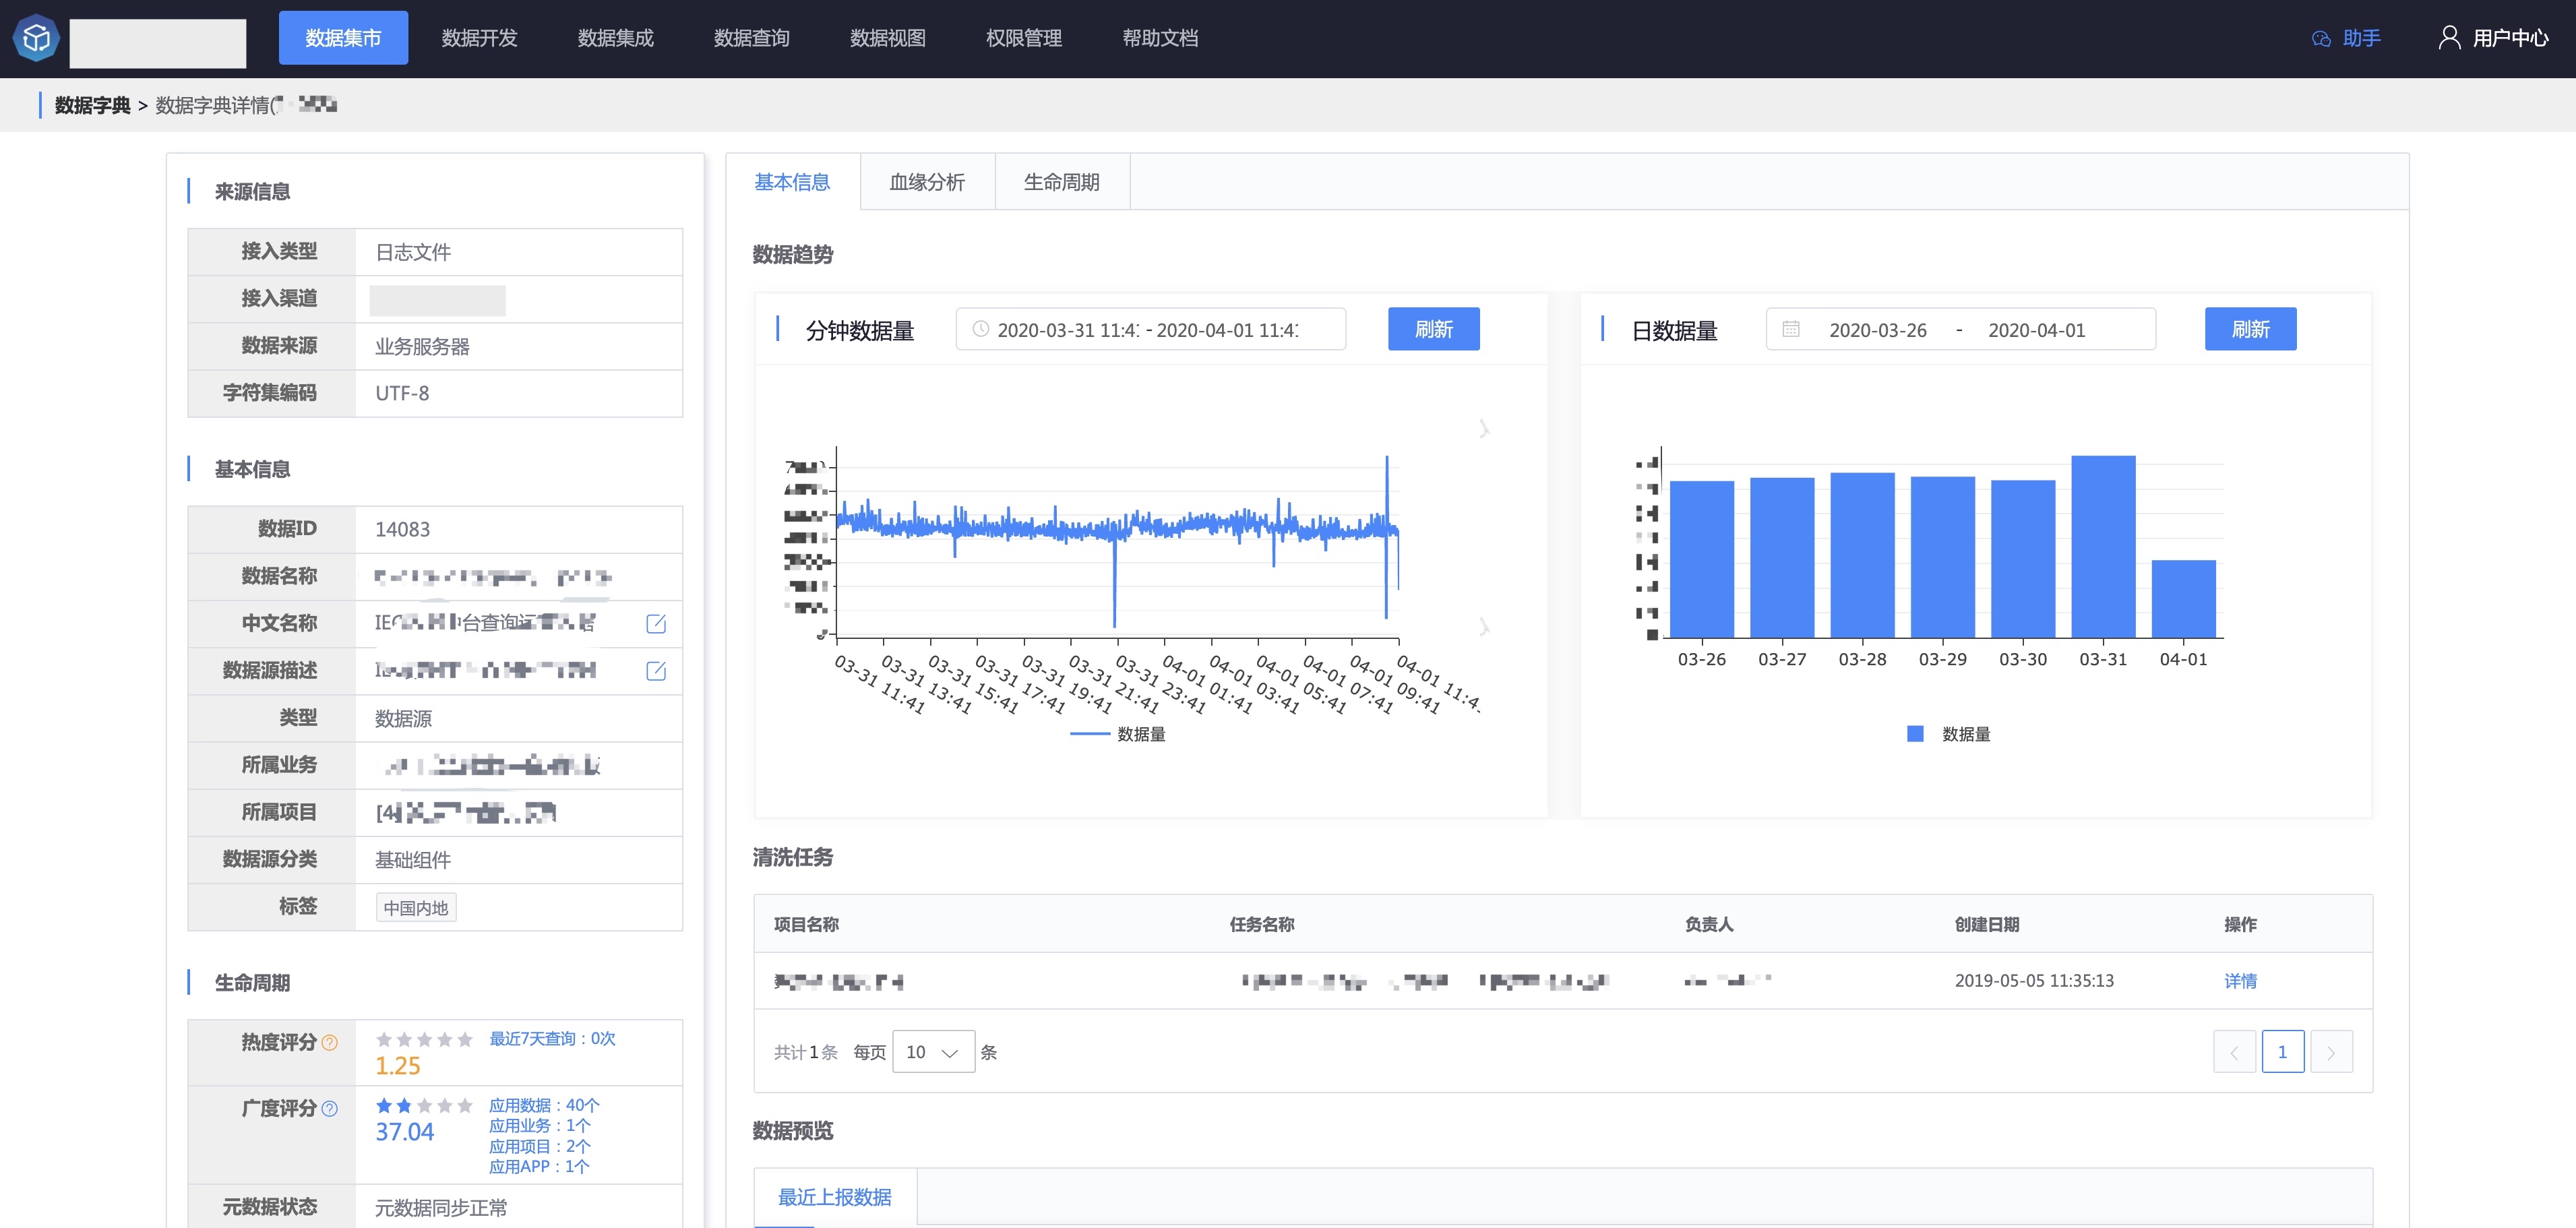 数据集市 数据开发 数据集成 数据查询 数据视图 权限管理 帮助文档 助手 用户中心
数据字典 > 数据字典详情(
来源信息
接入类型 日志文件
接入渠道
数据来源 业务服务器
字符集编码 UTF-8
基本信息
数据ID 14083
数据名称
中文名称
数据源描述
类型 数据源
所属业务
所属项目
数据源分类 基础组件
标签 中国内地
生命周期
热度评分 最近7天查询：0次
1.25
广度评分 应用数据：40个
37.04 应用业务：1个
应用项目：2个
应用APP：1个
元数据状态 元数据同步正常
基本信息 血缘分析 生命周期
数据趋势
分钟数据量 2020-03-31 11:4 - 2020-04-01 11:4 刷新
03-31 11:41
03-31 13:41
03-31 15:41
03-31 17:41
03-31 19:41
03-31 21:41
03-31 23:41
04-01 01:41
04-01 03:41
04-01 05:41
04-01 07:41
04-01 09:41
04-01 11:4
数据量
日数据量 2020-03-26 - 2020-04-01 刷新
03-26 03-27 03-28 03-29 03-30 03-31 04-01
数据量
清洗任务
项目名称 任务名称 负责人 创建日期 操作
2019-05-05 11:35:13 详情
共计1条 每页 10 条 1
数据预览
最近上报数据